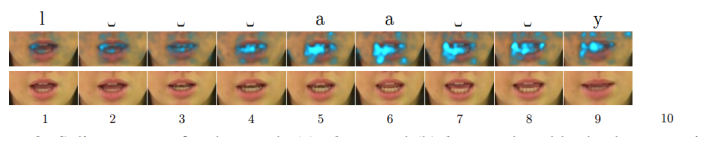 l ␣ ␣ ␣ a a ␣ ␣ y
1 2 3 4 5 6 7 8 9 10